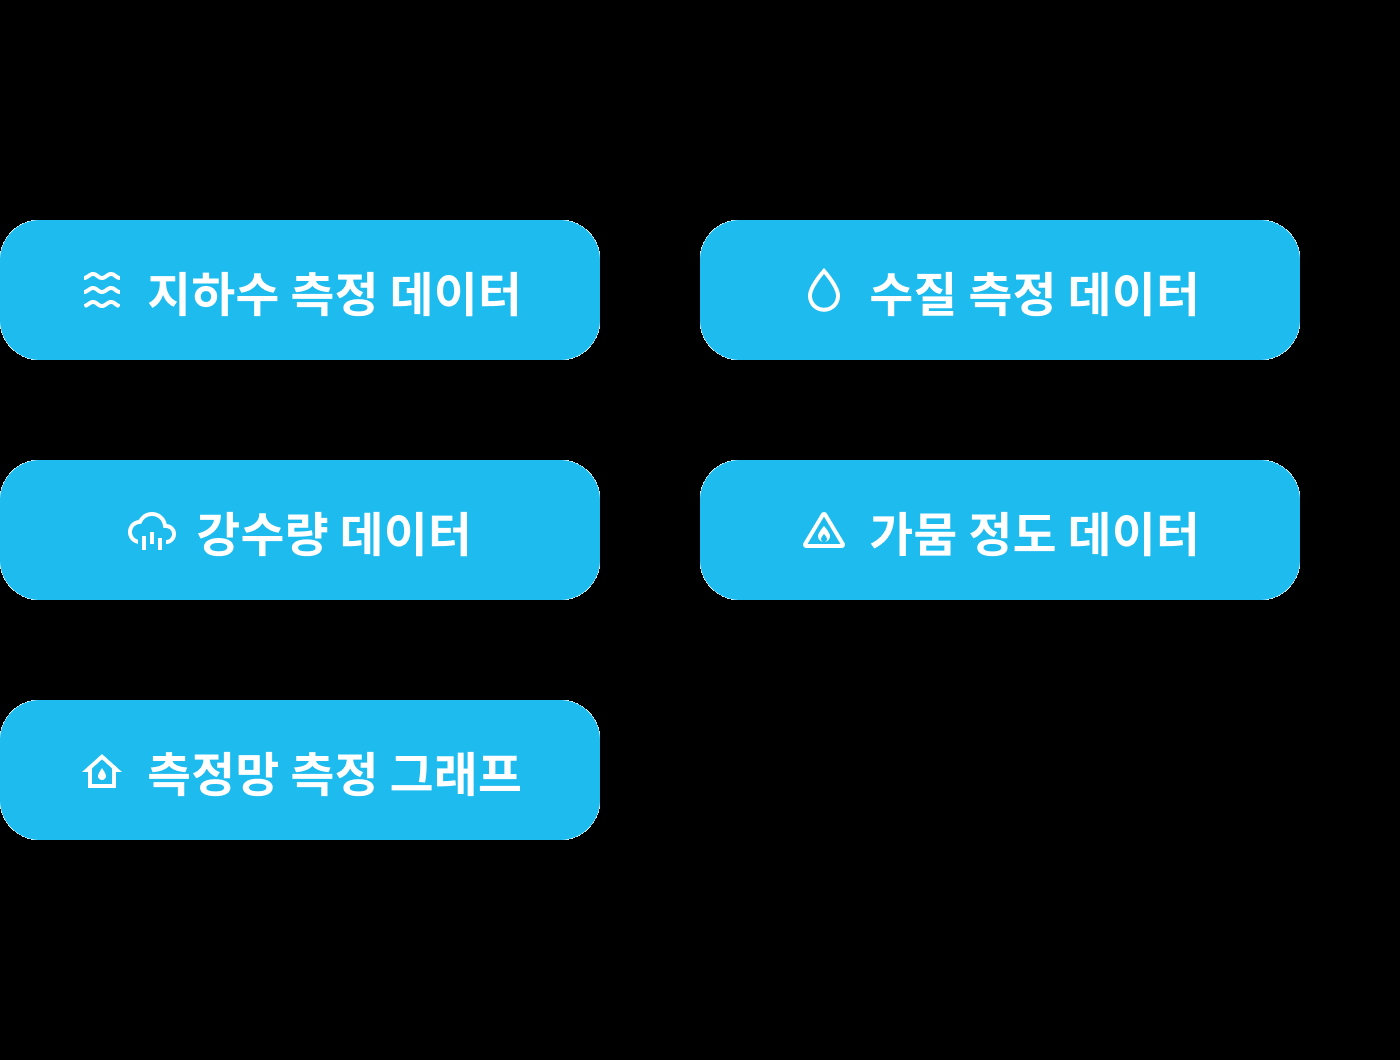 지하수 측정 데이터
수질 측정 데이터
강수량 데이터
가뭄 정도 데이터
측정망 측정 그래프